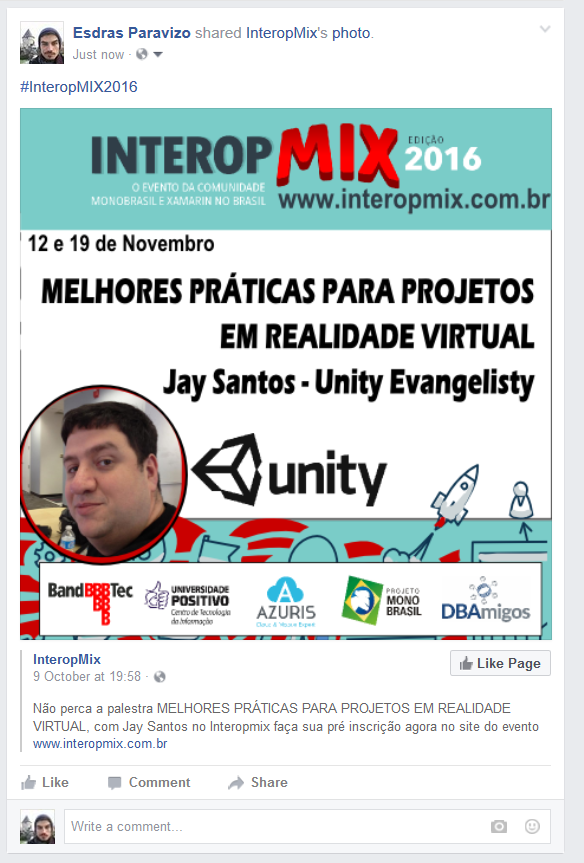 Esdras Paravizo shared InteropMix's photo.
Just now ·
#InteropMIX2016
INTEROPMIX EDIÇÃO 2016
O EVENTO DA COMUNIDADE
MONOBRASIL E XAMARIN NO BRASIL
www.interopmix.com.br
12 e 19 de Novembro
MELHORES PRÁTICAS PARA PROJETOS
EM REALIDADE VIRTUAL
Jay Santos - Unity Evangelisty
unity
BandTec
UNIVERSIDADE
POSITIVO
Centro de Tecnologia
da Informação
AZURIS
PROJETO
MONO
BRASIL
DBAmigos
InteropMix
9 October at 19:58 ·
Like Page
Não perca a palestra MELHORES PRÁTICAS PARA PROJETOS EM REALIDADE
VIRTUAL, com Jay Santos no Interopmix faça sua pré inscrição agora no site do evento
www.interopmix.com.br
Like Comment Share
Write a comment...